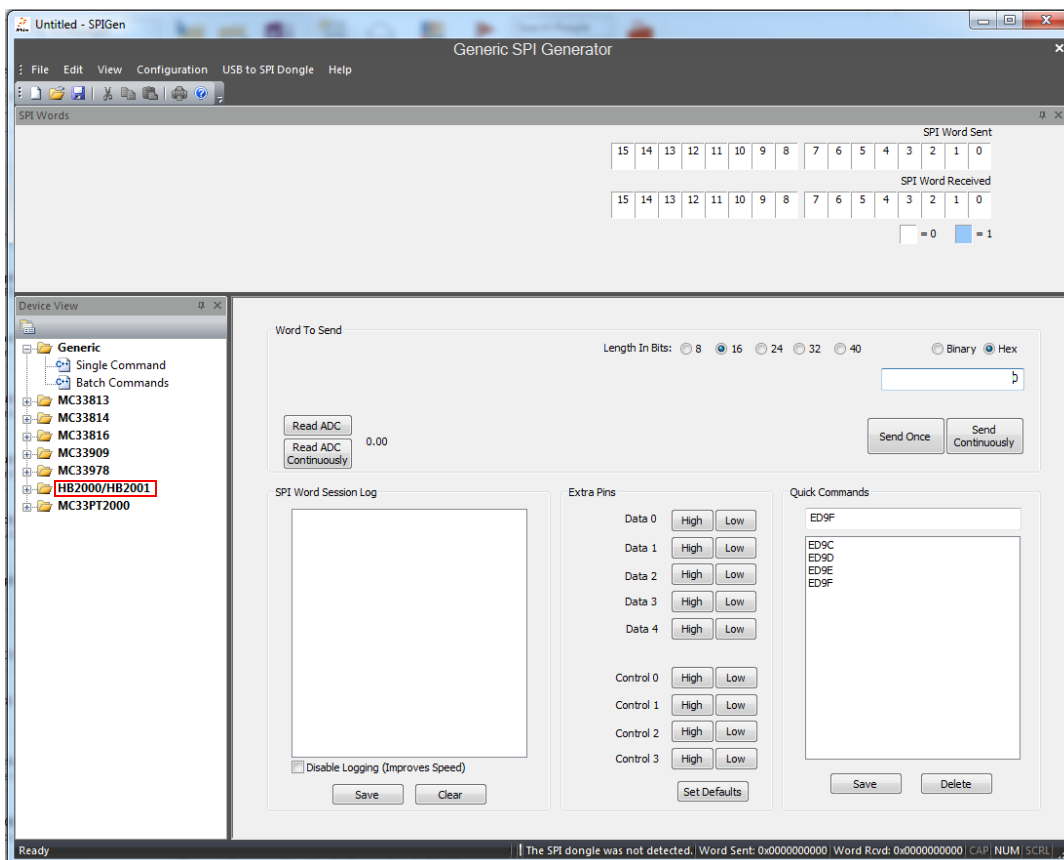 Untitled - SPIGen
Generic SPI Generator
File Edit View Configuration USB to SPI Dongle Help
SPI Words
SPI Word Sent
15 14 13 12 11 10 9 8 7 6 5 4 3 2 1 0
SPI Word Received
15 14 13 12 11 10 9 8 7 6 5 4 3 2 1 0
= 0 = 1
Device View
Generic
Single Command
Batch Commands
MC33813
MC33814
MC33816
MC33909
MC33978
HB2000/HB2001
MC33PT2000
Word To Send
Length In Bits: 8 16 24 32 40 Binary Hex
Read ADC
Read ADC Continuously
0.00
Send Once
Send Continuously
SPI Word Session Log
Disable Logging (Improves Speed)
Save Clear
Extra Pins
Data 0 High Low
Data 1 High Low
Data 2 High Low
Data 3 High Low
Data 4 High Low
Control 0 High Low
Control 1 High Low
Control 2 High Low
Control 3 High Low
Set Defaults
Quick Commands
ED9F
ED9C
ED9D
ED9E
ED9F
Save Delete
Ready
The SPI dongle was not detected. Word Sent: 0x0000000000 Word Rcvd: 0x0000000000 CAP NUM SCRL